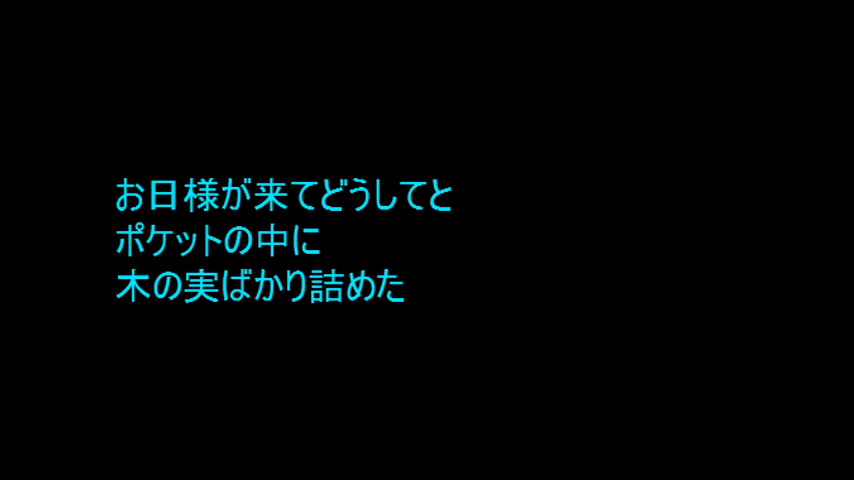 お日様が来てどうしてと
ポケットの中に
木の実ばかり詰めた